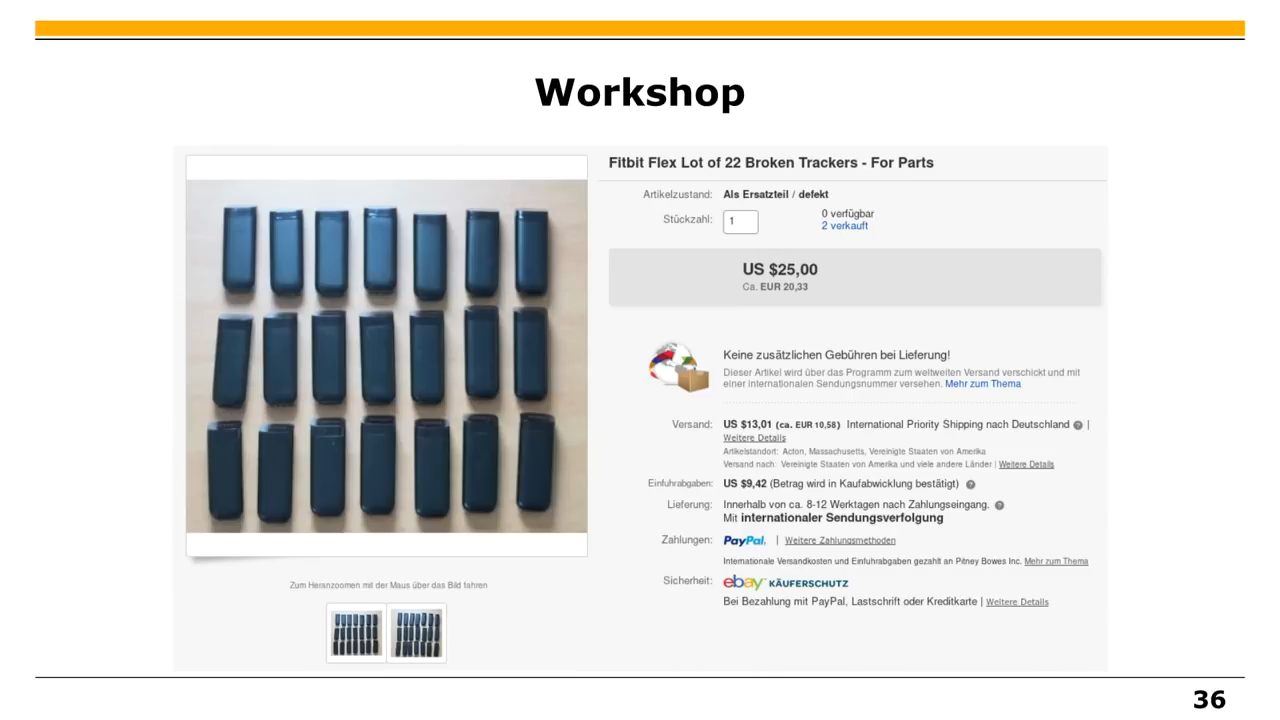 Workshop
Fitbit Flex Lot of 22 Broken Trackers - For Parts
Artikelzustand: Als Ersatzteil / defekt
Stückzahl: 1
0 verfügbar
2 verkauft
US $25,00
Ca. EUR 20,33
Keine zusätzlichen Gebühren bei Lieferung!
Dieser Artikel wird über das Programm zum weltweiten Versand verschickt und mit
einer internationalen Sendungsnummer versehen. Mehr zum Thema
Versand: US $13,01 (ca. EUR 10,58) International Priority Shipping nach Deutschland ? |
Weitere Details
Artikelstandort: Acton, Massachusetts, Vereinigte Staaten von Amerika
Versand nach: Vereinigte Staaten von Amerika und viele andere Länder | Weitere Details
Einfuhrabgaben: US $9,42 (Betrag wird in Kaufabwicklung bestätigt) ?
Lieferung: Innerhalb von ca. 8-12 Werktagen nach Zahlungseingang. ?
Mit internationaler Sendungsverfolgung
Zahlungen: PayPal | Weitere Zahlungsmethoden
Internationale Versandkosten und Einfuhrabgaben gezahlt an Pitney Bowes Inc. Mehr zum Thema
Sicherheit: ebay KÄUFERSCHUTZ
Bei Bezahlung mit PayPal, Lastschrift oder Kreditkarte | Weitere Details
Zum Heranzoomen mit der Maus über das Bild fahren
36